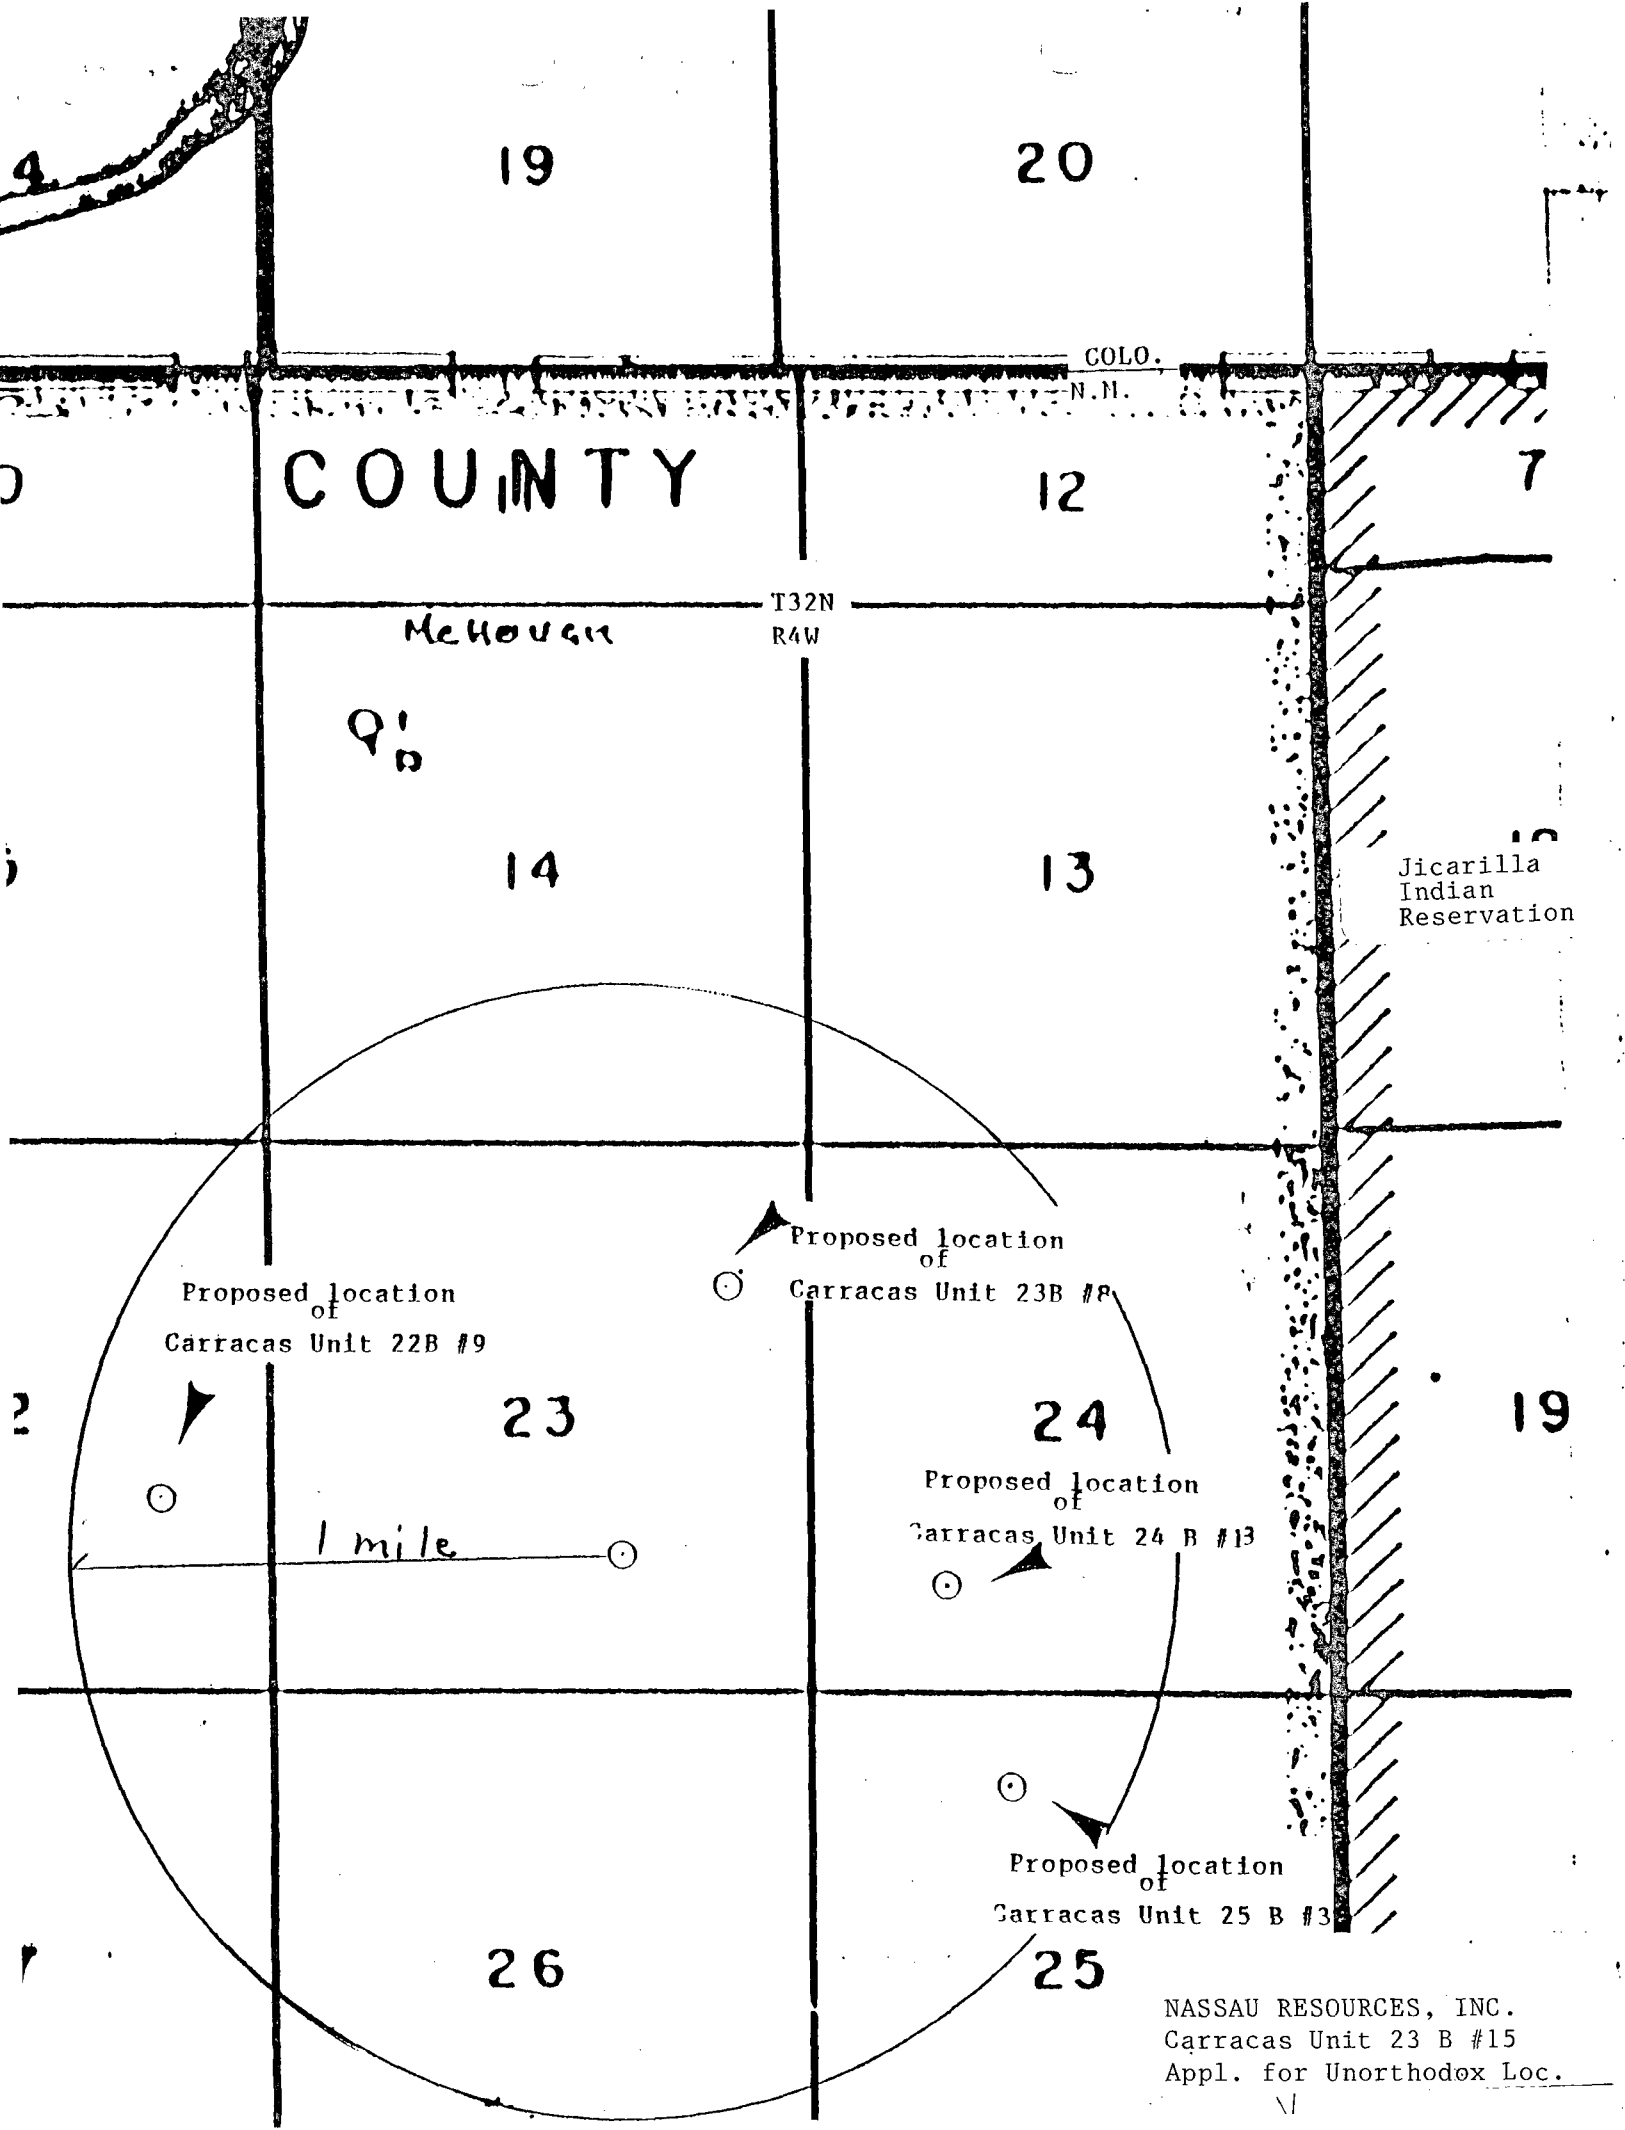 4
19
20
COLO.
N.M.
COUNTY
11
12
7
T32N
R4W
McHough
14
13
Jicarilla
Indian
Reservation
Proposed location
of
Carracas Unit 23B #8
Proposed location
of
Carracas Unit 22B #9
2
23
24
19
Proposed location
of
Carracas Unit 24 B #13
1 mile
Proposed location
of
Carracas Unit 25 B #3
26
25
NASSAU RESOURCES, INC.
Carracas Unit 23 B #15
Appl. for Unorthodox Loc.